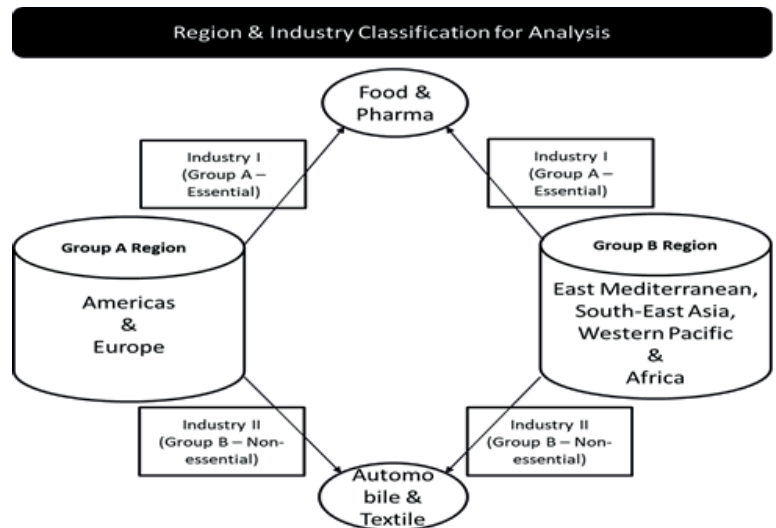 Region & Industry Classification for Analysis
Food &
Pharma
Industry I
(Group A –
Essential)
Industry I
(Group A –
Essential)
Group A Region
Americas
&
Europe
Group B Region
East Mediterranean,
South-East Asia,
Western Pacific
&
Africa
Industry II
(Group B – Non-
essential)
Industry II
(Group B – Non-
essential)
Automo
bile &
Textile